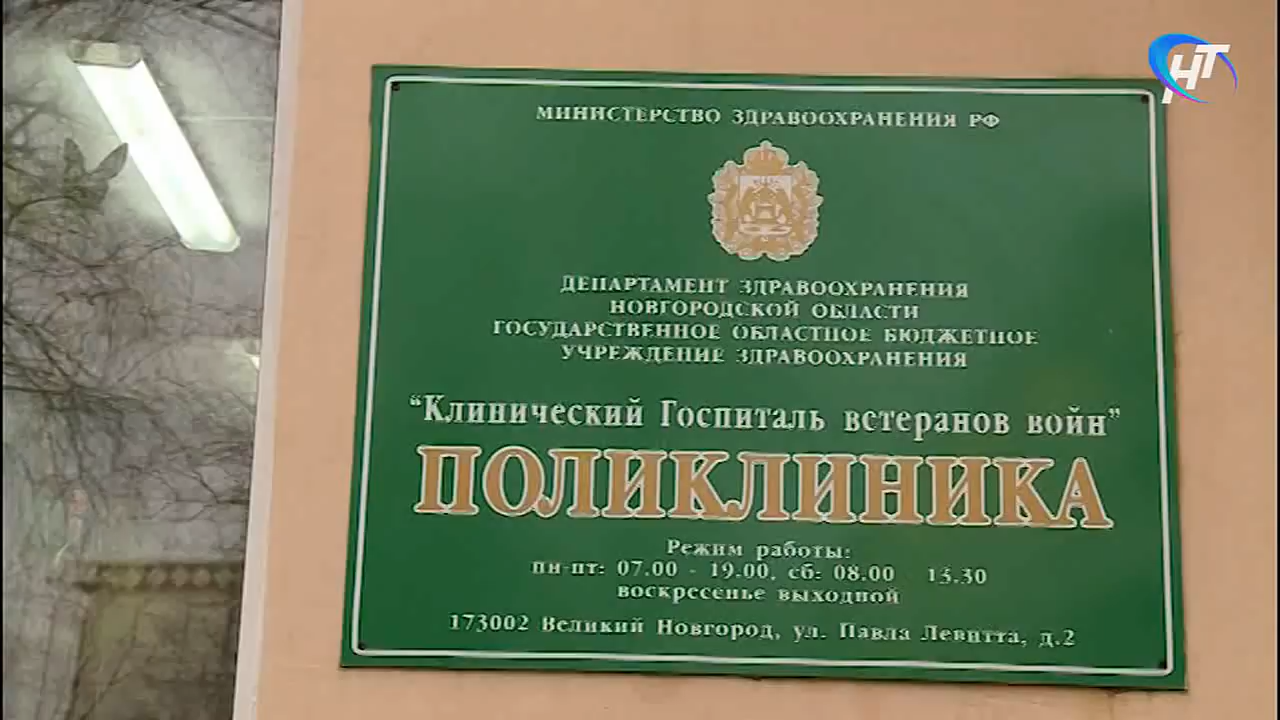 НТ
МИНИСТЕРСТВО ЗДРАВООХРАНЕНИЯ РФ
ДЕПАРТАМЕНТ ЗДРАВООХРАНЕНИЯ
НОВГОРОДСКОЙ ОБЛАСТИ
ГОСУДАРСТВЕННОЕ ОБЛАСТНОЕ БЮДЖЕТНОЕ
УЧРЕЖДЕНИЕ ЗДРАВООХРАНЕНИЯ
“Клинический Госпиталь ветеранов войн”
ПОЛИКЛИНИКА
Режим работы:
пн-пт: 07.00 - 19.00, сб: 08.00 - 13.30
воскресенье выходной
173002 Великий Новгород, ул. Павла Левитта, д.2